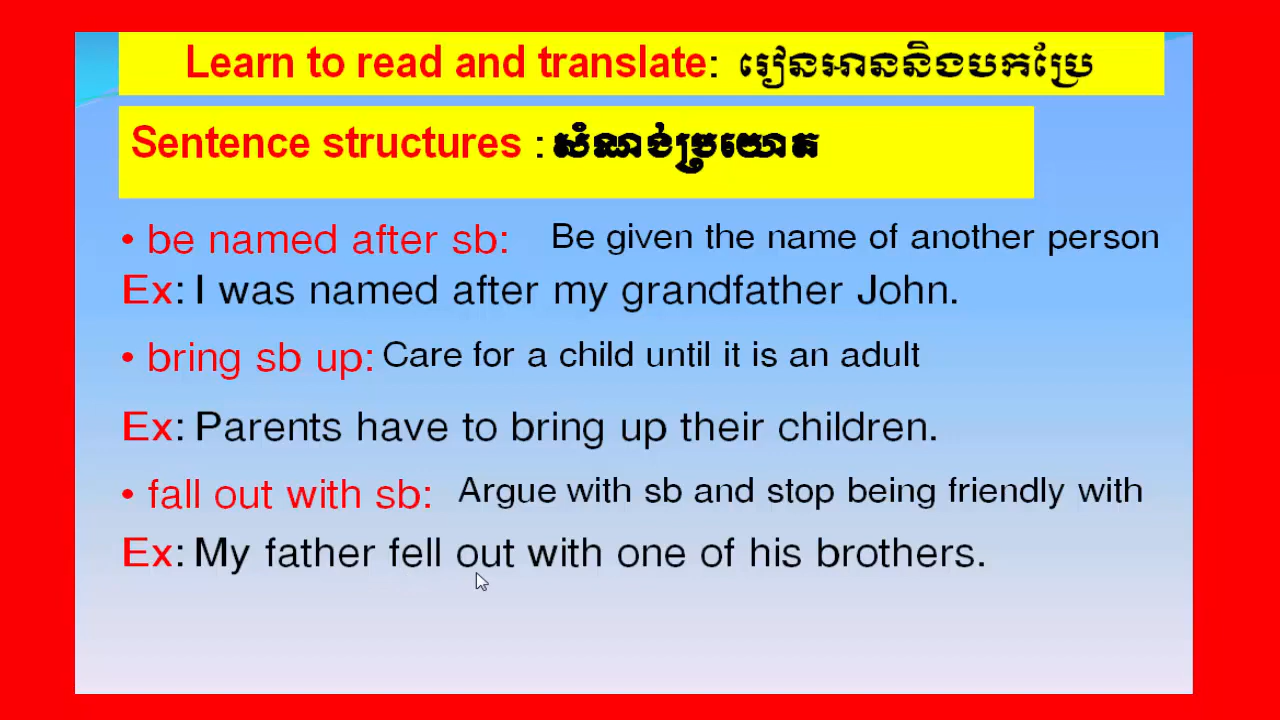 Learn to read and translate: រៀនអាននិងបកប្រែ
Sentence structures : សំណង់ប្រយោគ
• be named after sb: Be given the name of another person
Ex: I was named after my grandfather John.
• bring sb up: Care for a child until it is an adult
Ex: Parents have to bring up their children.
• fall out with sb: Argue with sb and stop being friendly with
Ex: My father fell out with one of his brothers.